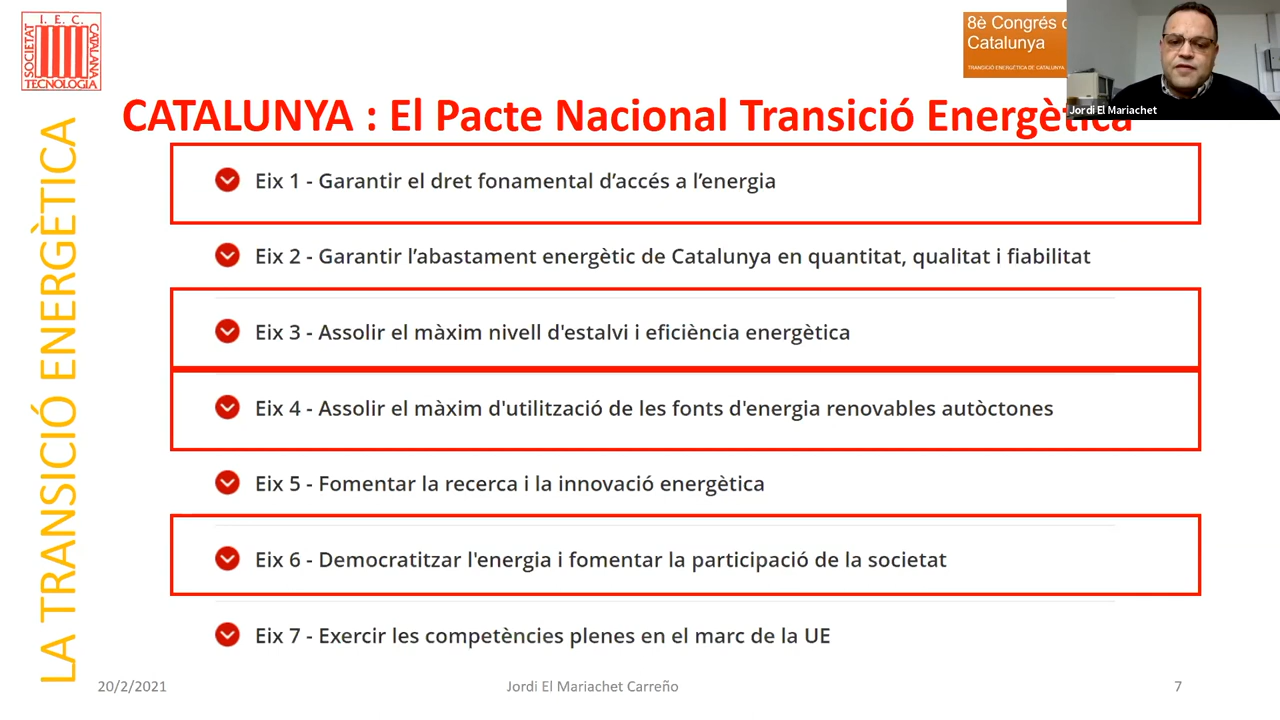 I. E. C.
SOCIETAT
CATALANA
TECNOLOGIA
8è Congrés
Catalunya
TRANSICIÓ ENERGÈTICA DE CATALUNYA
Jordi El Mariachet
CATALUNYA : El Pacte Nacional Transició Energètica
LA TRANSICIÓ ENERGÈTICA
Eix 1 - Garantir el dret fonamental d’accés a l’energia
Eix 2 - Garantir l’abastament energètic de Catalunya en quantitat, qualitat i fiabilitat
Eix 3 - Assolir el màxim nivell d'estalvi i eficiència energètica
Eix 4 - Assolir el màxim d'utilització de les fonts d'energia renovables autòctones
Eix 5 - Fomentar la recerca i la innovació energètica
Eix 6 - Democratitzar l'energia i fomentar la participació de la societat
Eix 7 - Exercir les competències plenes en el marc de la UE
20/2/2021
Jordi El Mariachet Carreño
7